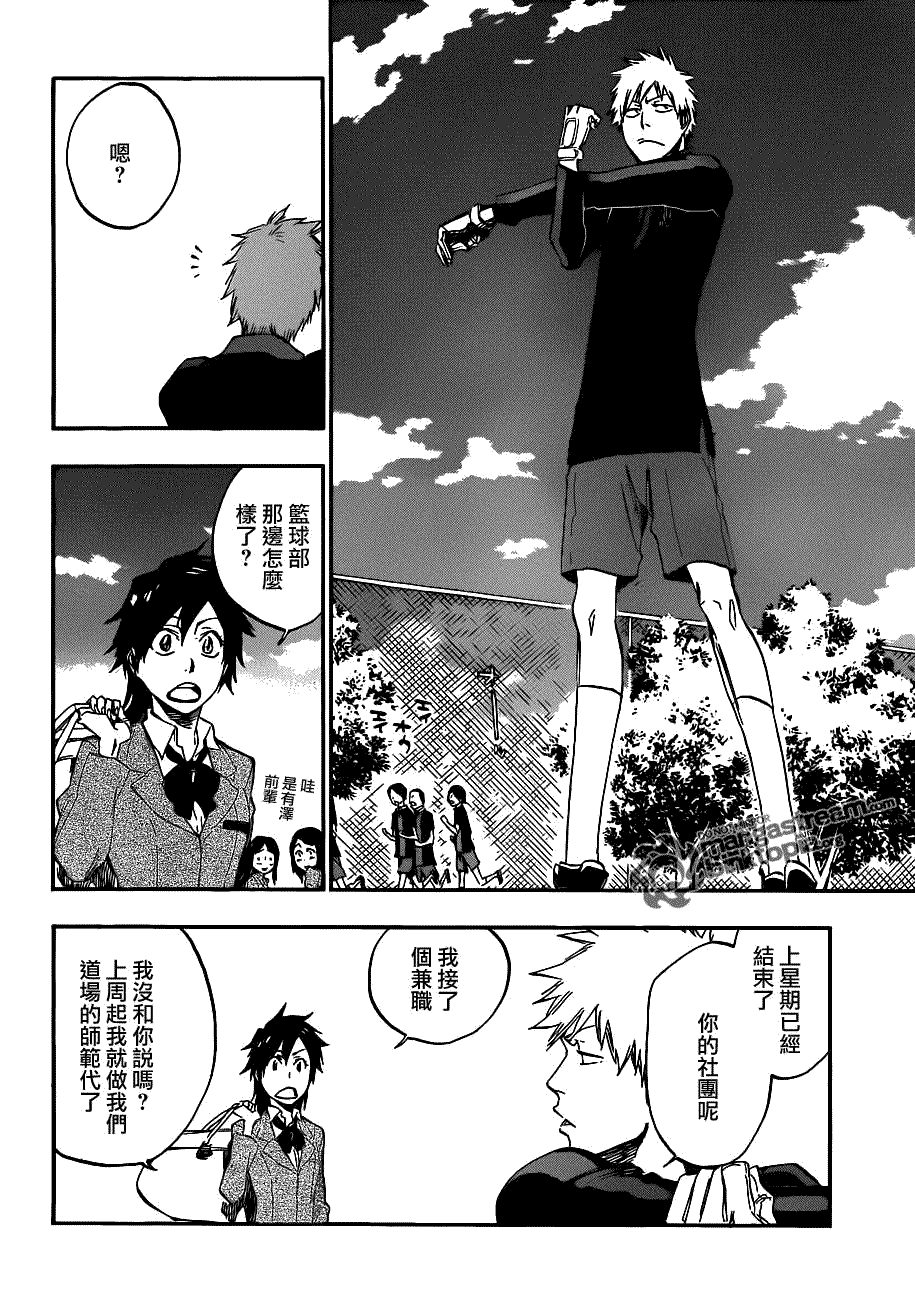 嗯?
籃球部
那邊怎麼
樣了?
哇
是有澤
前輩
上星期已經
結束了
你的社團呢
我接了
個兼職
我沒和你說嗎?
上周起我就做我們
道場的師範代了
mangastream.com